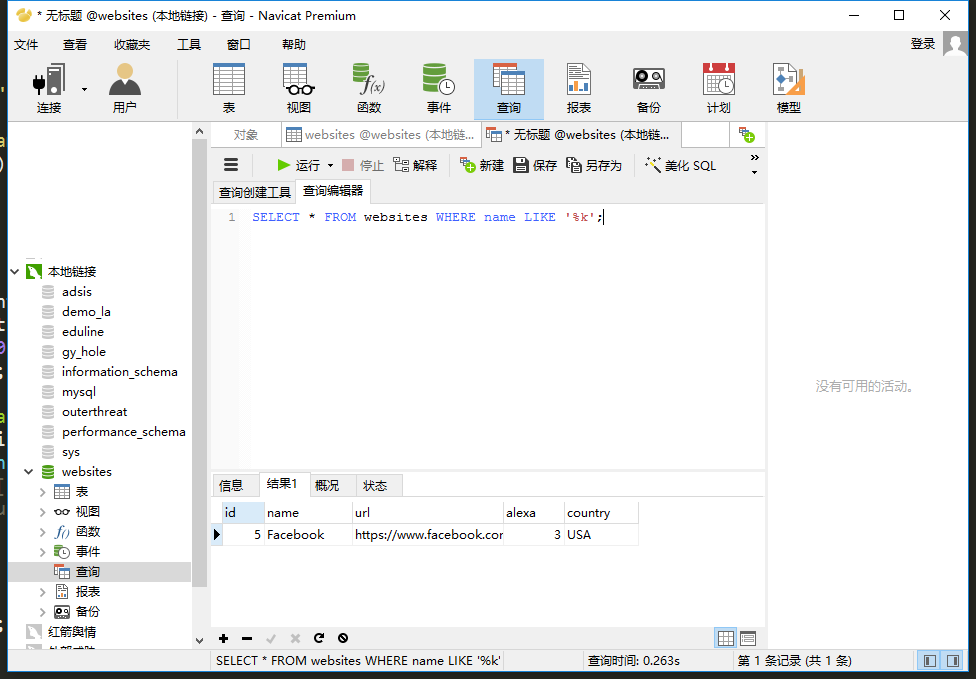 * 无标题 @websites (本地链接) - 查询 - Navicat Premium
文件 查看 收藏夹 工具 窗口 帮助 登录
连接 用户 表 视图 函数 事件 查询 报表 备份 计划 模型
对象 websites @websites (本地链... * 无标题 @websites (本地链...
运行 停止 解释 新建 保存 另存为 美化 SQL
查询创建工具 查询编辑器
1 SELECT * FROM websites WHERE name LIKE '%k';
本地链接
adsis
demo_la
eduline
gy_hole
information_schema
mysql
outerthreat
performance_schema
sys
websites
表
视图
函数
事件
查询
报表
备份
红箭舆情
没有可用的活动。
信息 结果1 概况 状态
id name url alexa country
5 Facebook https://www.facebook.cor 3 USA
SELECT * FROM websites WHERE name LIKE '%k' 查询时间: 0.263s 第 1 条记录 (共 1 条)